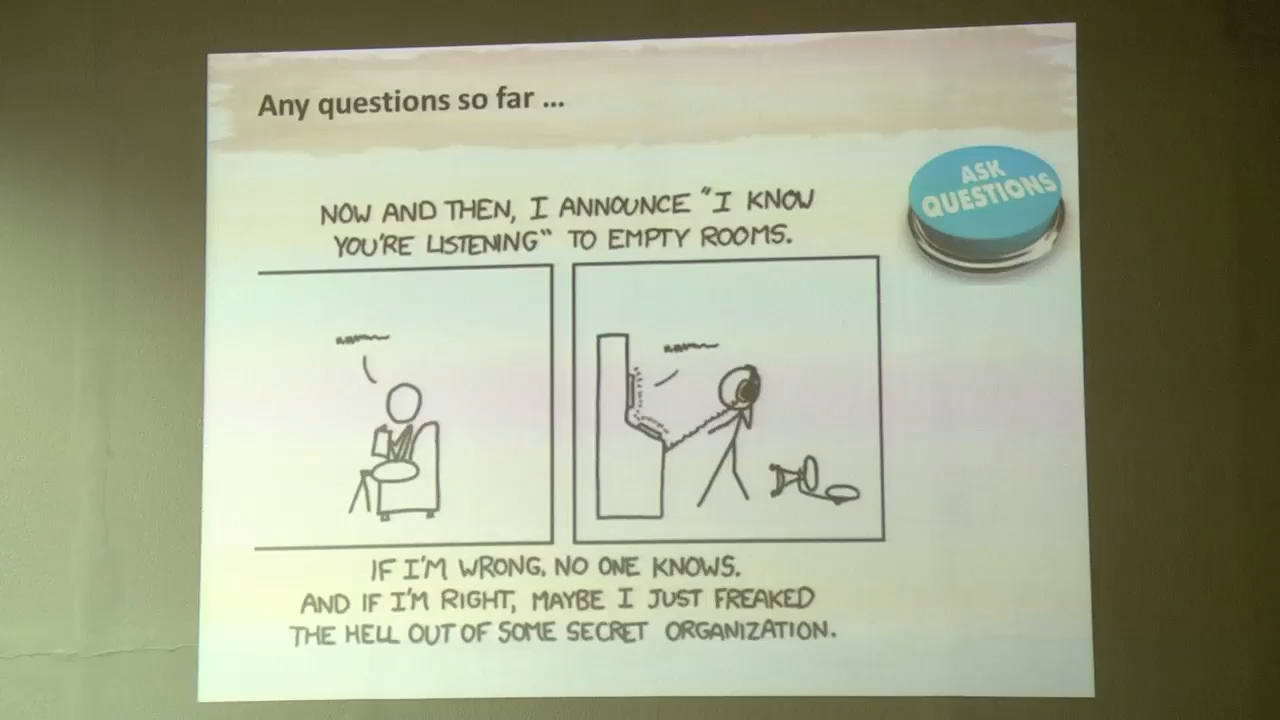 Any questions so far ...
ASK
QUESTIONS
NOW AND THEN, I ANNOUNCE "I KNOW
YOU'RE LISTENING" TO EMPTY ROOMS.
IF I'M WRONG, NO ONE KNOWS.
AND IF I'M RIGHT, MAYBE I JUST FREAKED
THE HELL OUT OF SOME SECRET ORGANIZATION.